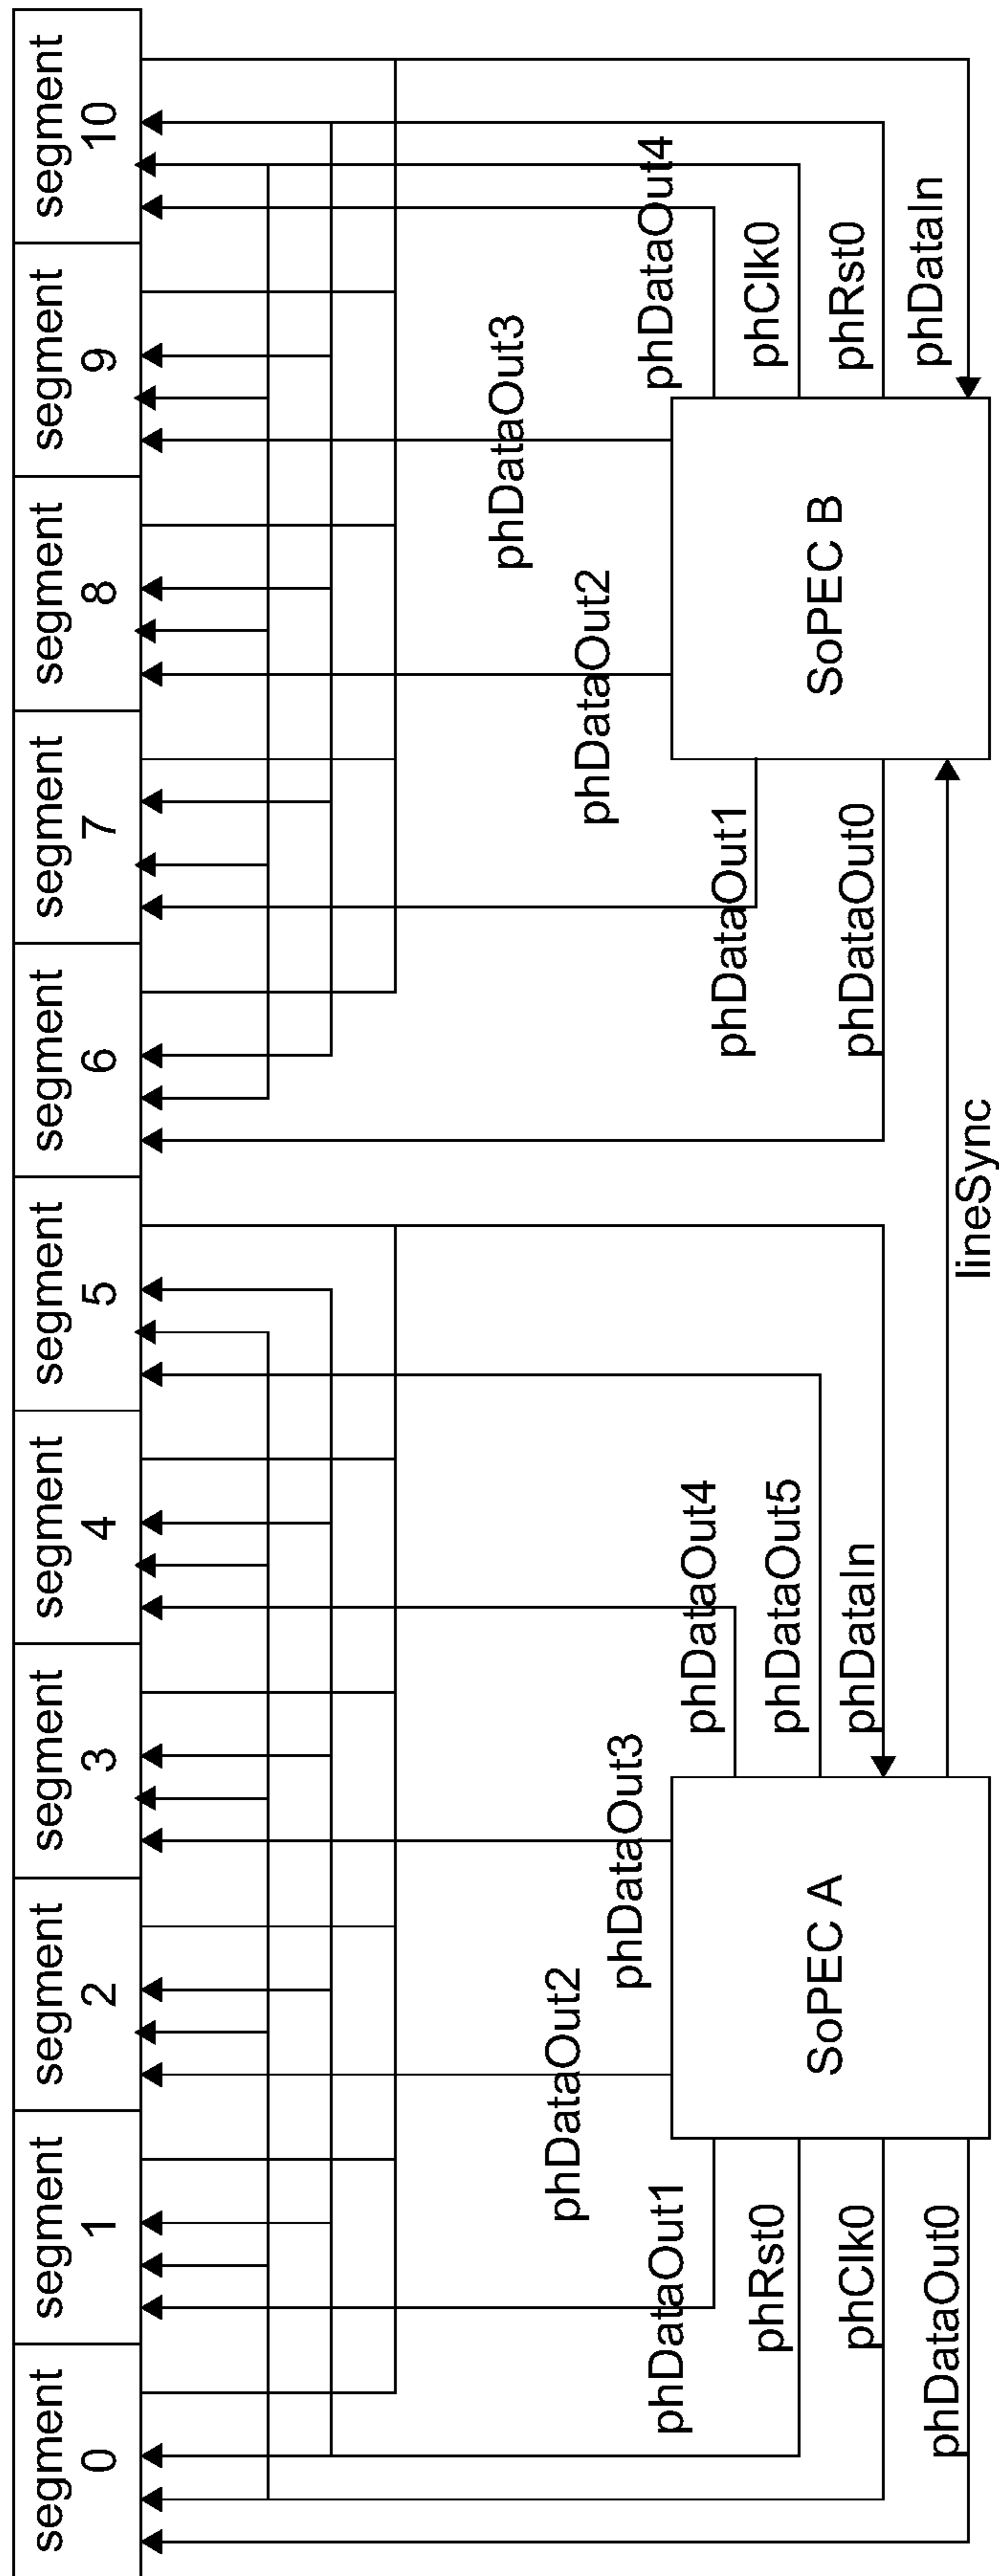 segment
0
segment
1
segment
2
segment
3
segment
4
segment
5
segment
6
segment
7
segment
8
segment
9
segment
10
phDataOut2
phDataOut3
phDataOut1
phDataOut4
phRst0
phDataOut5
phClk0
phDataIn
phDataOut0
SoPEC A
lineSync
phDataOut3
phDataOut2
phDataOut4
phDataOut1
phClk0
phDataOut0
phRst0
phDataIn
SoPEC B